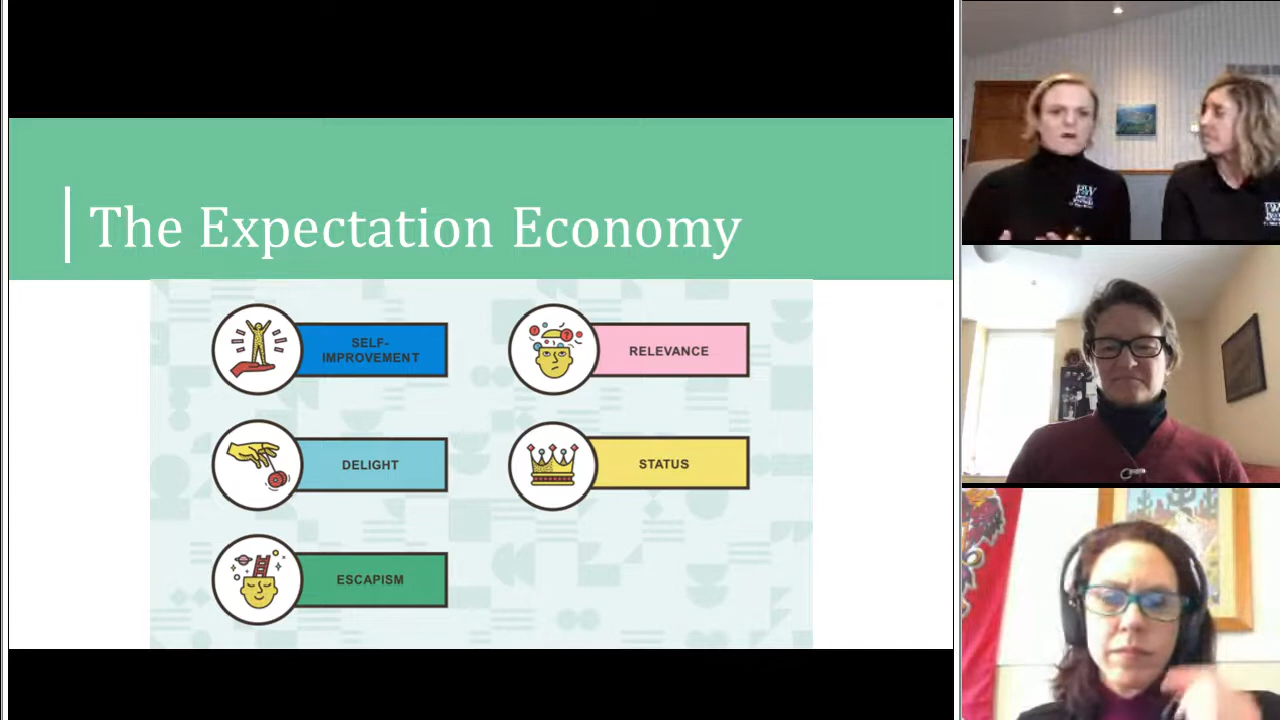 The Expectation Economy
SELF-
IMPROVEMENT
RELEVANCE
DELIGHT
STATUS
ESCAPISM